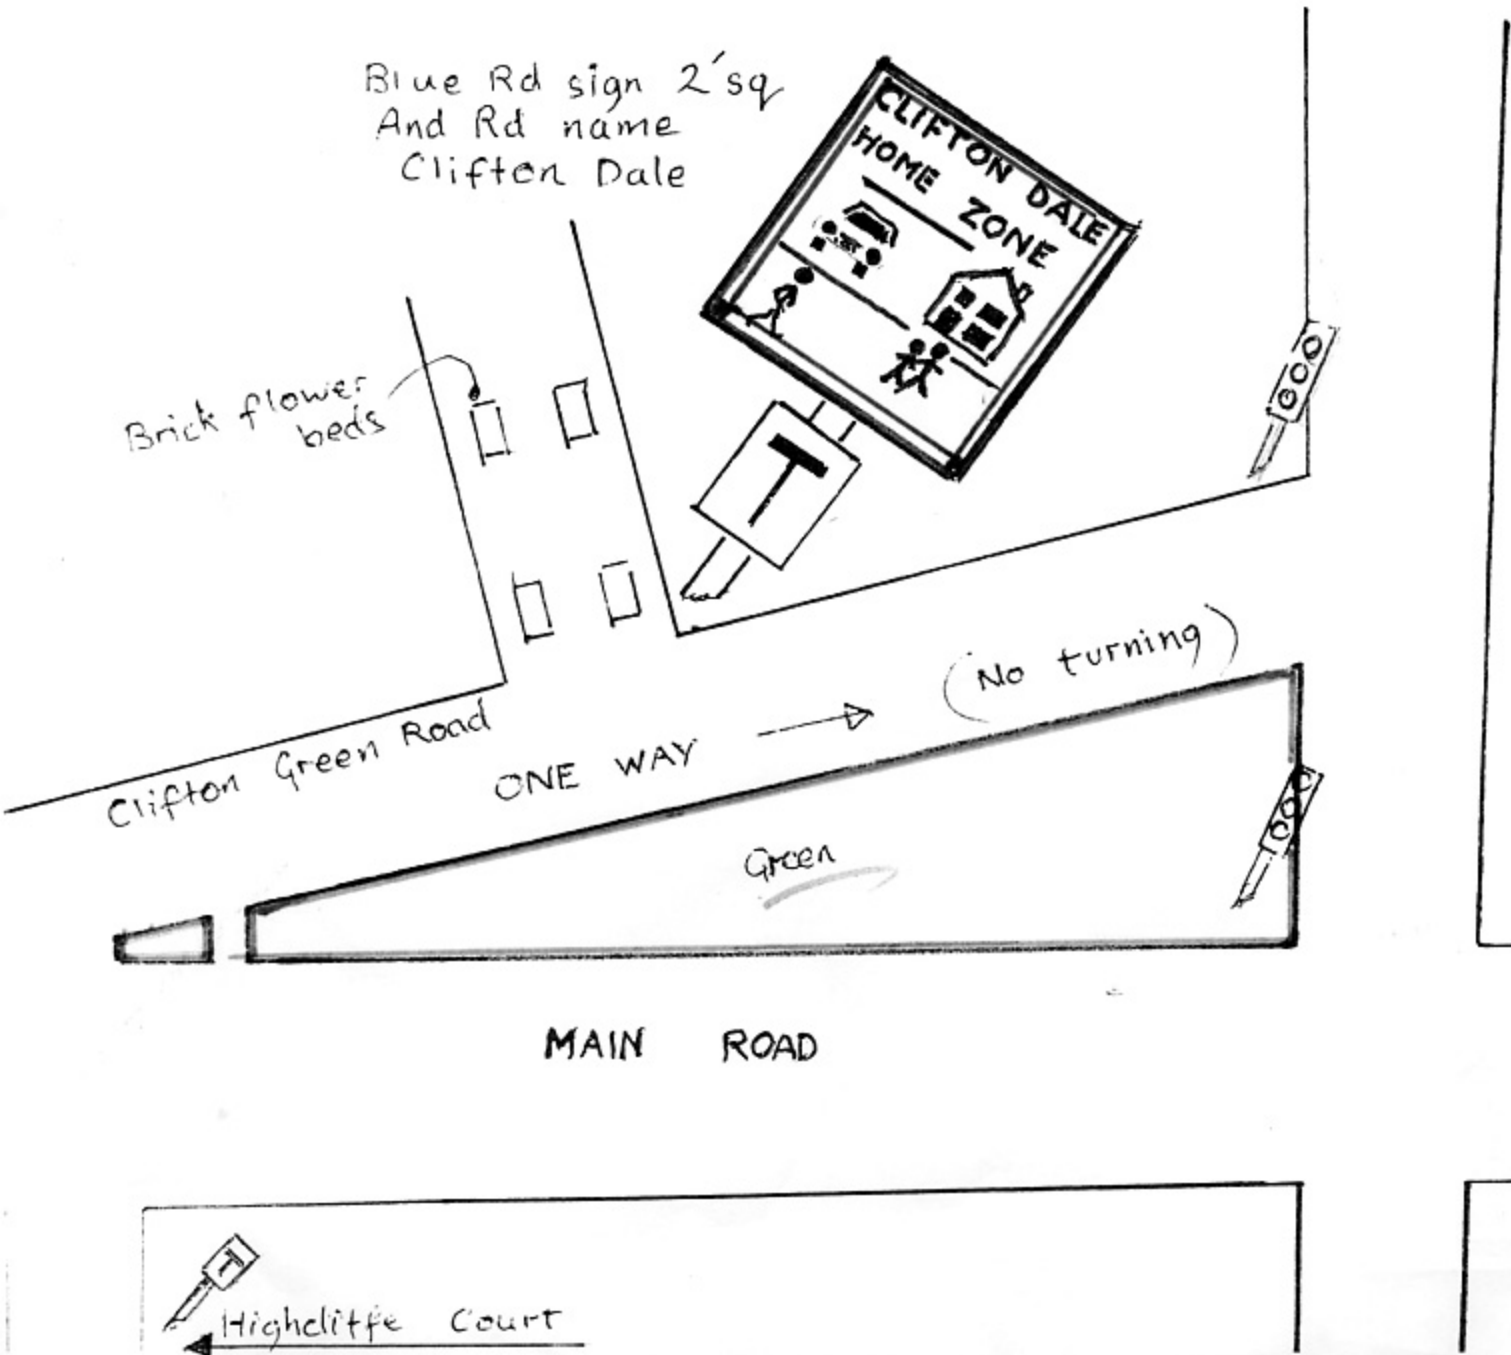 Blue Rd sign 2'sq
And Rd name
Clifton Dale
CLIFTON DALE
HOME ZONE
Brick flower
beds
(No turning)
Clifton Green Road
ONE WAY
Green
MAIN ROAD
Highcliffe Court